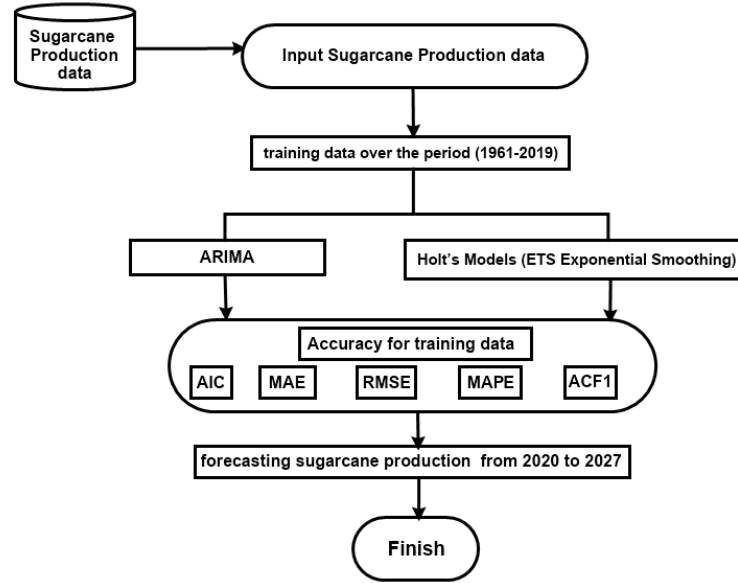 Sugarcane
Production
data
Input Sugarcane Production data
training data over the period (1961-2019)
ARIMA
Holt's Models (ETS Exponential Smoothing)
Accuracy for training data
AIC
MAE
RMSE
MAPE
ACF1
forecasting sugarcane production from 2020 to 2027
Finish